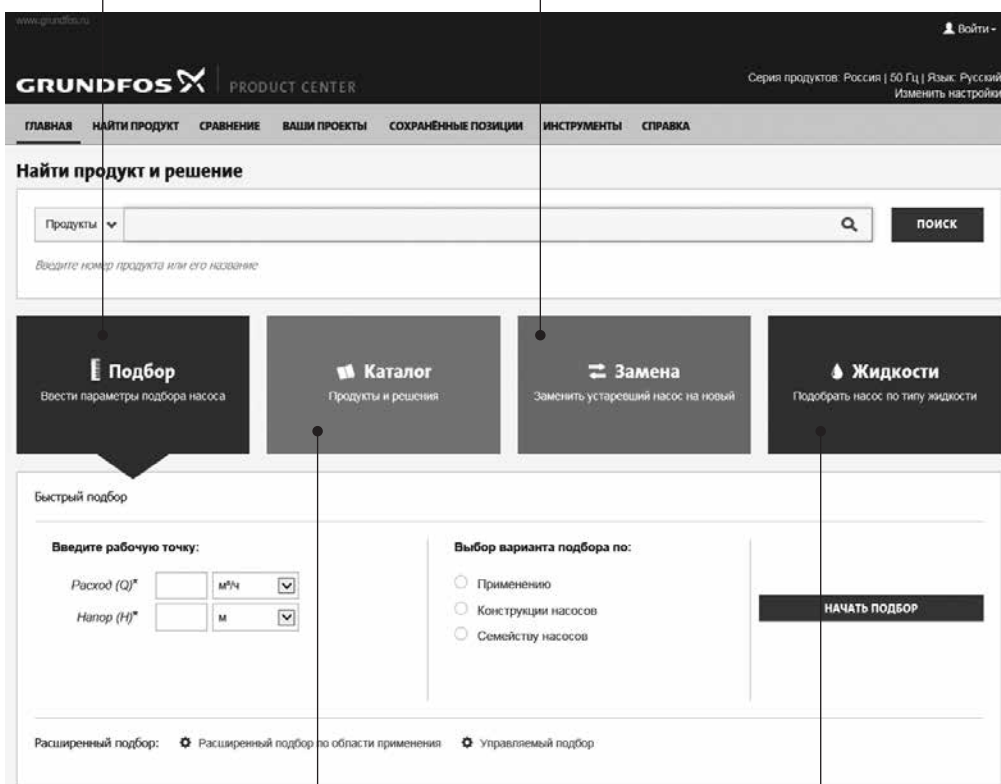 www.grundfos.ru
Войти
GRUNDFOS PRODUCT CENTER
Серия продуктов: Россия | 50 Гц | Язык: Русский
Изменить настройки
ГЛАВНАЯ НАЙТИ ПРОДУКТ СРАВНЕНИЕ ВАШИ ПРОЕКТЫ СОХРАНЁННЫЕ ПОЗИЦИИ ИНСТРУМЕНТЫ СПРАВКА
Найти продукт и решение
Продукты
ПОИСК
Введите номер продукта или его название
Подбор
Ввести параметры подбора насоса
Каталог
Продукты и решения
Замена
Заменить устаревший насос на новый
Жидкости
Подобрать насос по типу жидкости
Быстрый подбор
Введите рабочую точку:
Расход (Q)* м³/ч
Напор (H)* м
Выбор варианта подбора по:
Применению
Конструкции насосов
Семейству насосов
НАЧАТЬ ПОДБОР
Расширенный подбор: Расширенный подбор по области применения Управляемый подбор